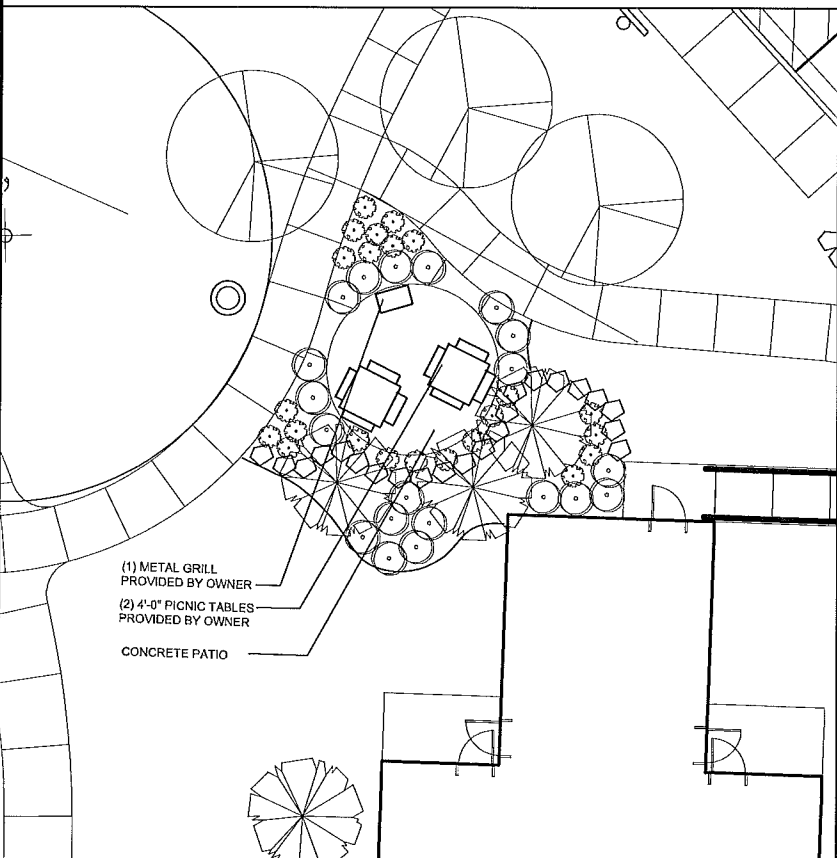 (1) METAL GRILL
PROVIDED BY OWNER
(2) 4'-0" PICNIC TABLES
PROVIDED BY OWNER
CONCRETE PATIO